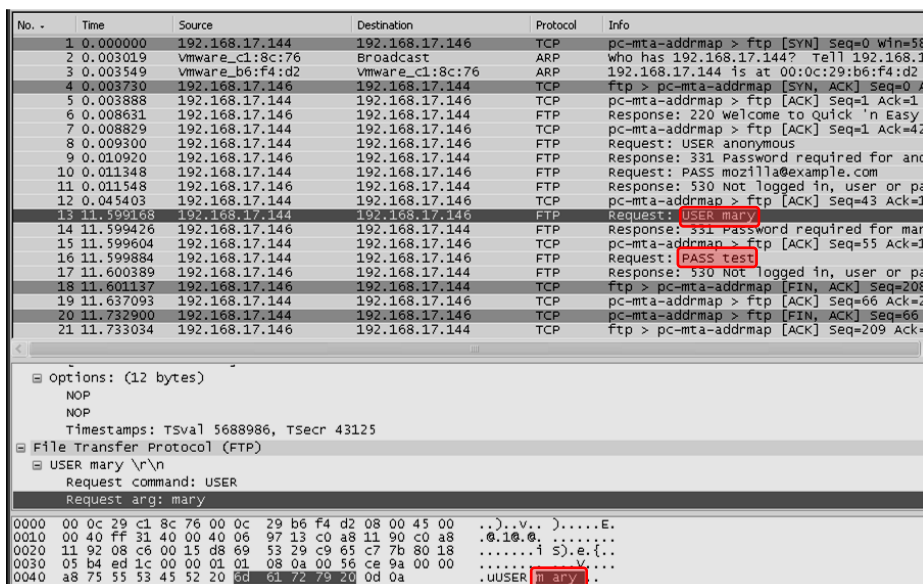 No. - Time Source Destination Protocol Info
1 0.000000 192.168.17.144 192.168.17.146 TCP pc-mta-addrmap > ftp [SYN] Seq=0 Win=58
2 0.003019 Vmware_c1:8c:76 Broadcast ARP Who has 192.168.17.144? Tell 192.168.1
3 0.003549 Vmware_b6:f4:d2 Vmware_c1:8c:76 ARP 192.168.17.144 is at 00:0c:29:b6:f4:d2
4 0.003730 192.168.17.146 192.168.17.144 TCP ftp > pc-mta-addrmap [SYN, ACK] Seq=0 A
5 0.003888 192.168.17.144 192.168.17.146 TCP pc-mta-addrmap > ftp [ACK] Seq=1 Ack=1
6 0.008631 192.168.17.146 192.168.17.144 FTP Response: 220 Welcome to Quick 'n Easy
7 0.008829 192.168.17.144 192.168.17.146 TCP pc-mta-addrmap > ftp [ACK] Seq=1 Ack=42
8 0.009300 192.168.17.144 192.168.17.146 FTP Request: USER anonymous
9 0.010920 192.168.17.146 192.168.17.144 FTP Response: 331 Password required for ano
10 0.011348 192.168.17.144 192.168.17.146 FTP Request: PASS mozilla@example.com
11 0.011548 192.168.17.146 192.168.17.144 FTP Response: 530 Not logged in, user or pa
12 0.045403 192.168.17.144 192.168.17.146 TCP pc-mta-addrmap > ftp [ACK] Seq=43 Ack=1
13 11.599168 192.168.17.144 192.168.17.146 FTP Request: USER mary
14 11.599426 192.168.17.146 192.168.17.144 FTP Response: 331 Password required for mar
15 11.599604 192.168.17.144 192.168.17.146 TCP pc-mta-addrmap > ftp [ACK] Seq=55 Ack=1
16 11.599884 192.168.17.144 192.168.17.146 FTP Request: PASS test
17 11.600389 192.168.17.146 192.168.17.144 FTP Response: 530 Not logged in, user or pa
18 11.601137 192.168.17.146 192.168.17.144 TCP ftp > pc-mta-addrmap [FIN, ACK] Seq=208
19 11.637093 192.168.17.144 192.168.17.146 TCP pc-mta-addrmap > ftp [ACK] Seq=66 Ack=2
20 11.732900 192.168.17.144 192.168.17.146 TCP pc-mta-addrmap > ftp [FIN, ACK] Seq=66
21 11.733034 192.168.17.146 192.168.17.144 TCP ftp > pc-mta-addrmap [ACK] Seq=209 Ack=
Options: (12 bytes)
NOP
NOP
Timestamps: TSval 5688986, TSecr 43125
File Transfer Protocol (FTP)
USER mary \r\n
Request command: USER
Request arg: mary
0000 00 0c 29 c1 8c 76 00 0c 29 b6 f4 d2 08 00 45 00 ..)..v.. ).....E.
0010 00 40 ff 31 40 00 40 06 97 13 c0 a8 11 90 c0 a8 .@.1@.@. ........
0020 11 92 08 c6 00 15 d8 69 53 29 c9 65 c7 7b 80 18 .......i S).e.{..
0030 05 b4 ed 1c 00 00 01 01 08 0a 00 56 ce 9a 00 00 ........ ...V....
0040 a8 75 55 53 45 52 20 6d 61 72 79 20 0d 0a .uUSER m ary ..